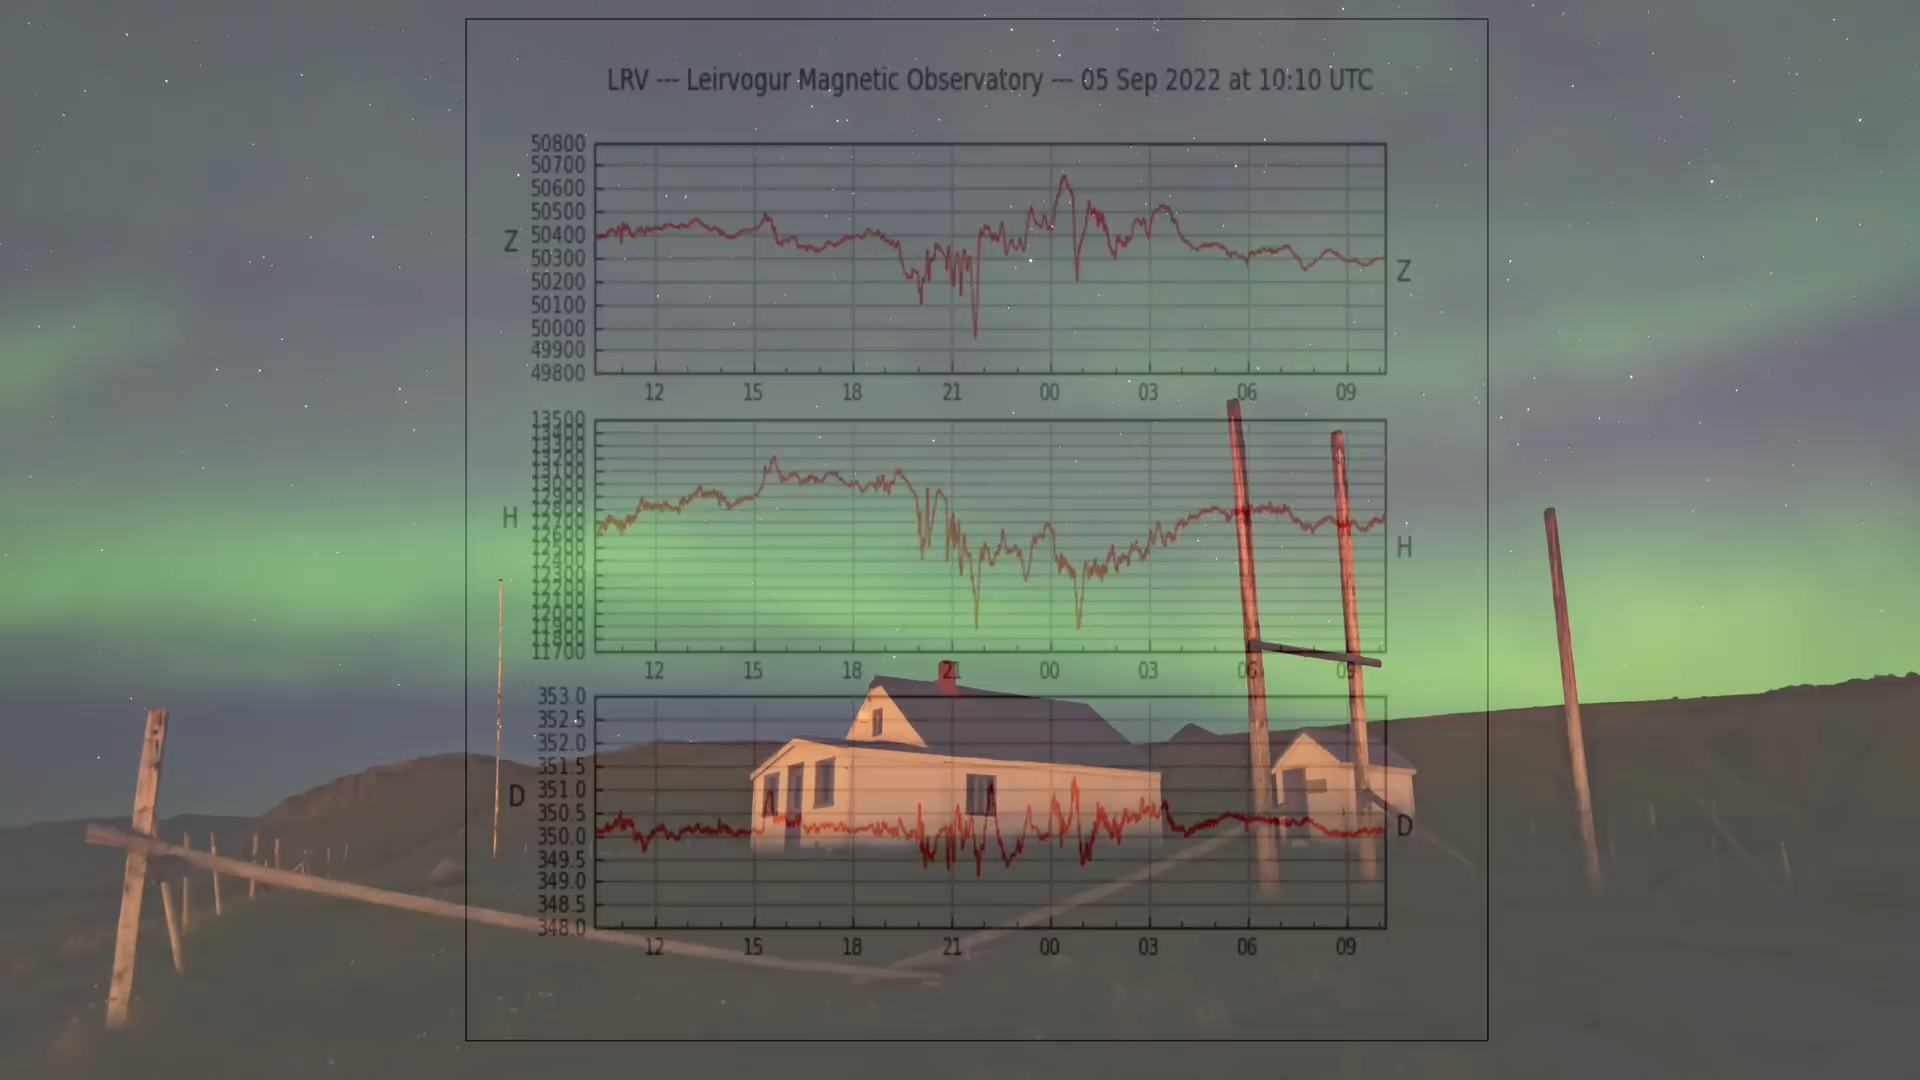 LRV --- Leirvogur Magnetic Observatory --- 05 Sep 2022 at 10:10 UTC
50800
50700
50600
50500
50400
Z
50300
Z
50200
50100
50000
49900
49800
12 15 18 21 00 03 06 09
13500
H
H
11700
12 15 18 21 00 03 06 09
353.0
352.5
352.0
351.5
351.0
D
350.5
D
350.0
349.5
349.0
348.5
348.0
12 15 18 21 00 03 06 09